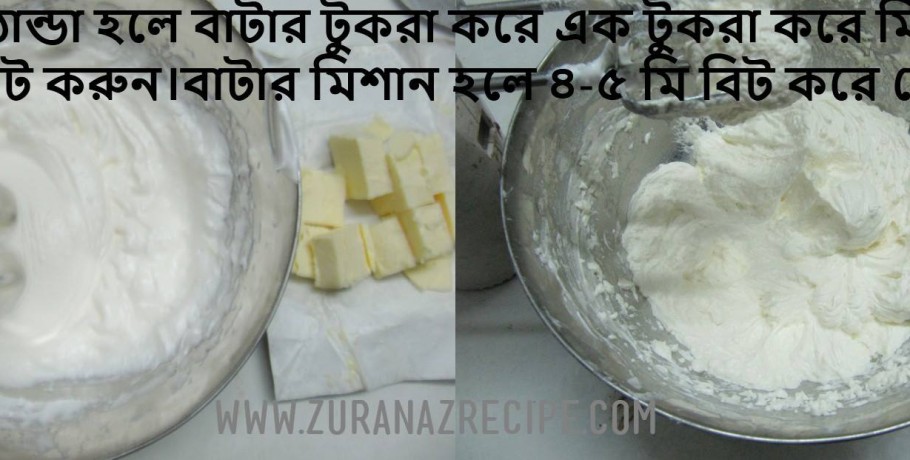 হলে বাটার টুকরা করে এক টুকরা করে
করুন।বাটার মিশান হলে ৪-৫ মি বিট করে
WWW.ZURANAZRECIPE.COM